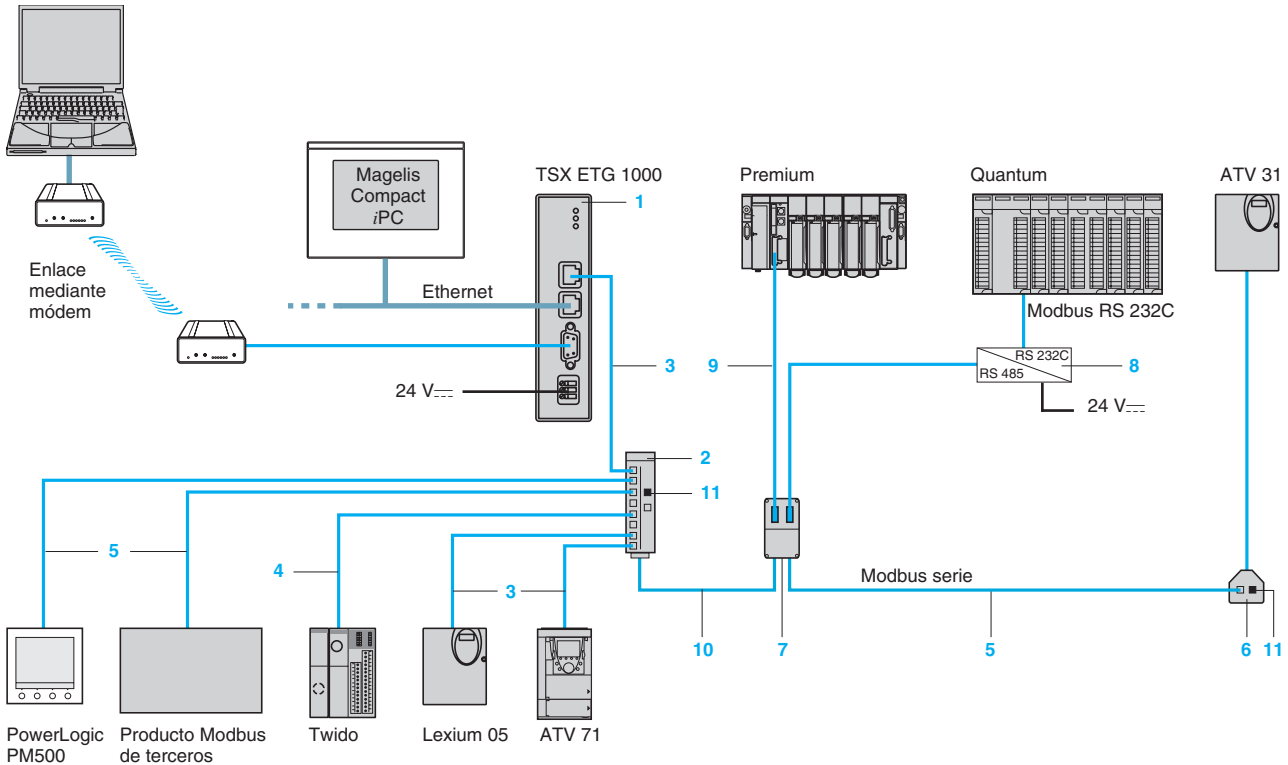 TSX ETG 1000
Premium
Quantum
ATV 31
Magelis
Compact
iPC
1
Enlace
mediante
módem
Ethernet
Modbus RS 232C
3
9
RS 232C
RS 485
8
24 V
24 V
2
11
5
4
3
Modbus serie
10
7
5
6
11
PowerLogic
PM500
Producto Modbus
de terceros
Twido
Lexium 05
ATV 71